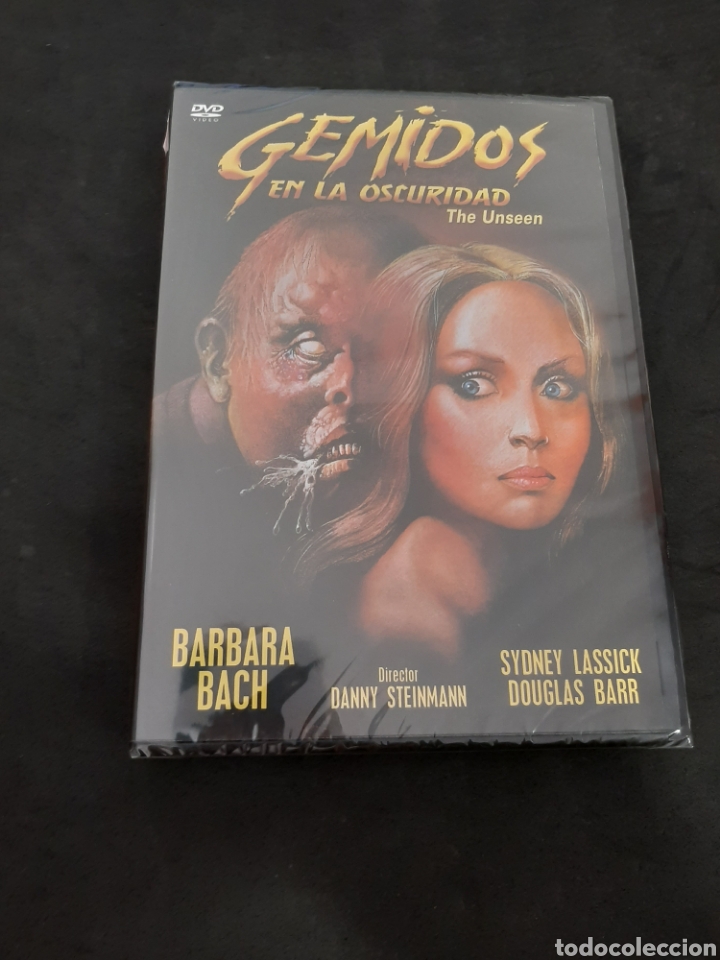 DVD
VIDEO
GEMIDOS
EN LA OSCURIDAD
The Unseen
BARBARA
BACH
Director
DANNY STEINMANN
SYDNEY LASSICK
DOUGLAS BARR
todocoleccion